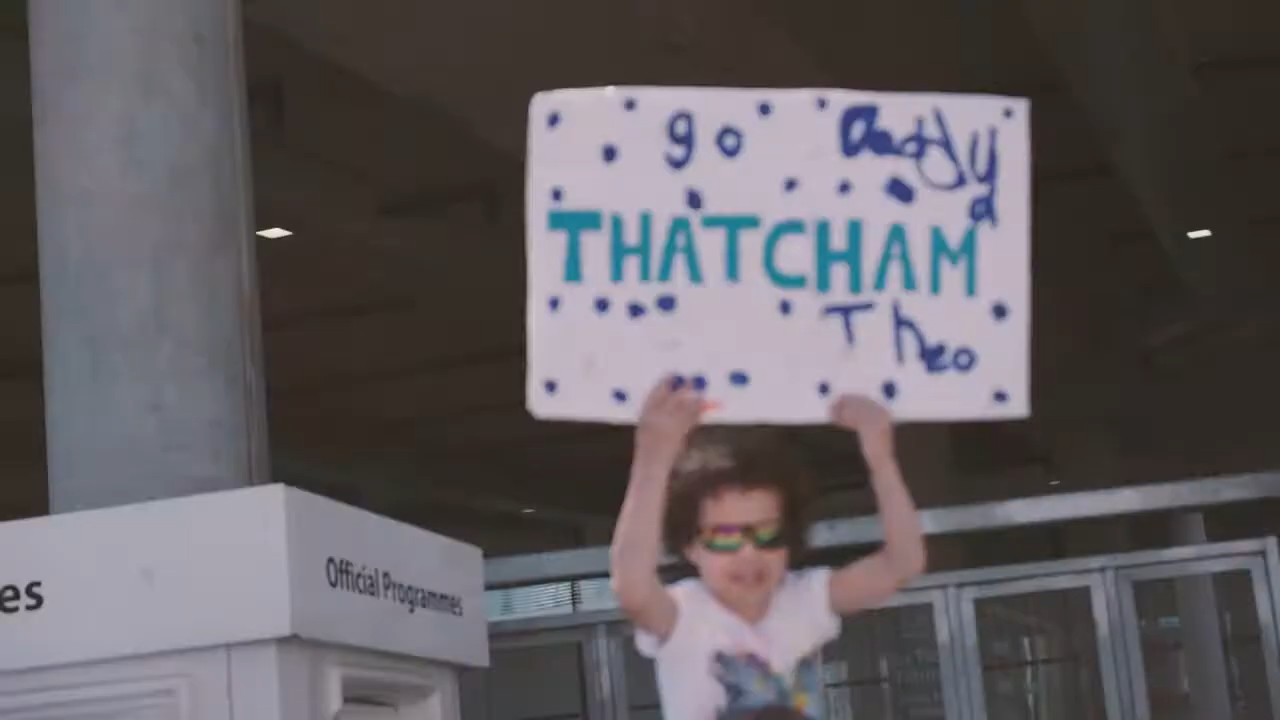 go Daddy
d
THATCHAM
Theo
Official Programmes
es